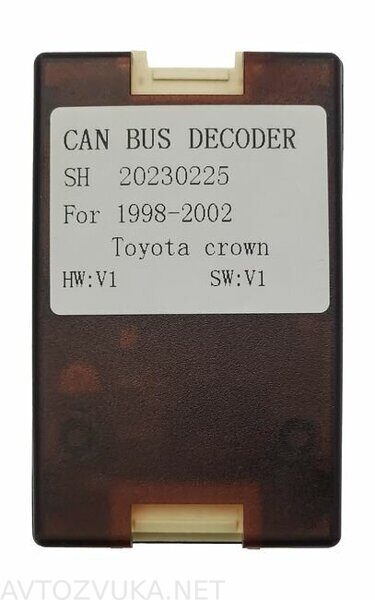 CAN BUS DECODER
SH 20230225
For 1998-2002
Toyota crown
HW:V1 SW:V1
AVTOZVUKA.NET